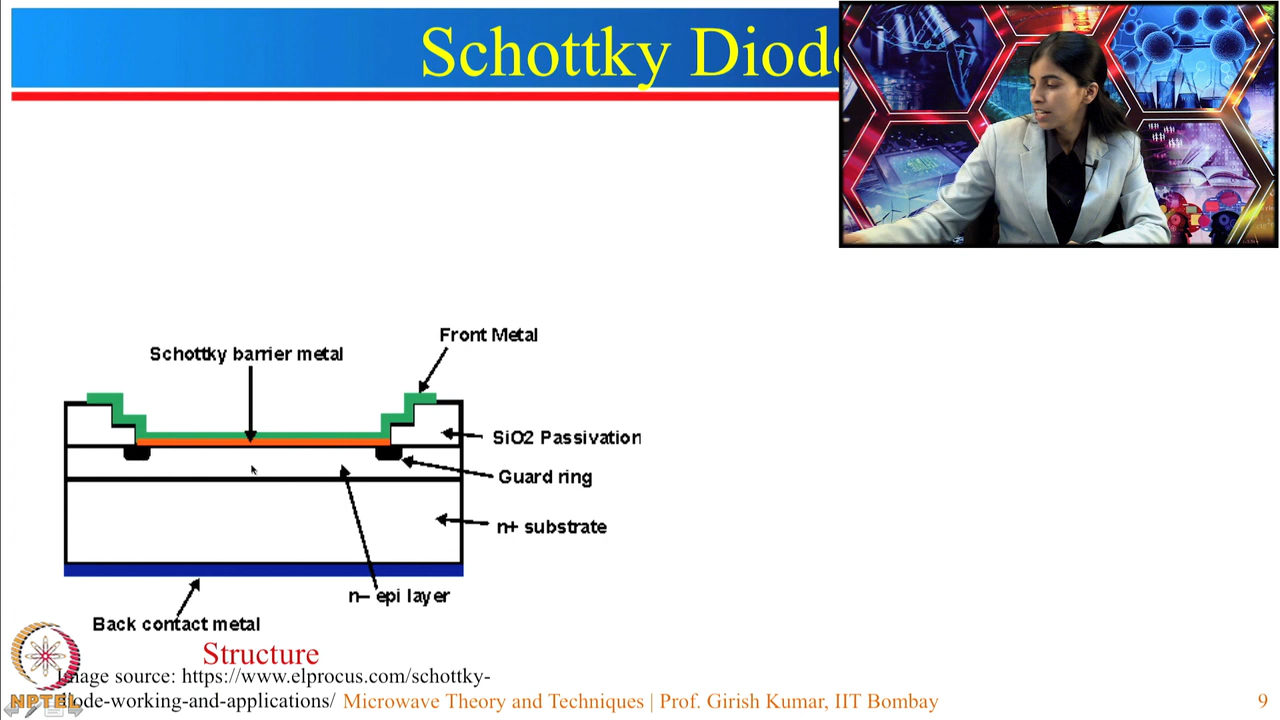 Schottky Diode
Front Metal
Schottky barrier metal
SiO2 Passivation
Guard ring
n+ substrate
n– epi layer
Back contact metal
Structure
Image source: https://www.elprocus.com/schottky-
diode-working-and-applications/
NPTEL
Microwave Theory and Techniques | Prof. Girish Kumar, IIT Bombay
9